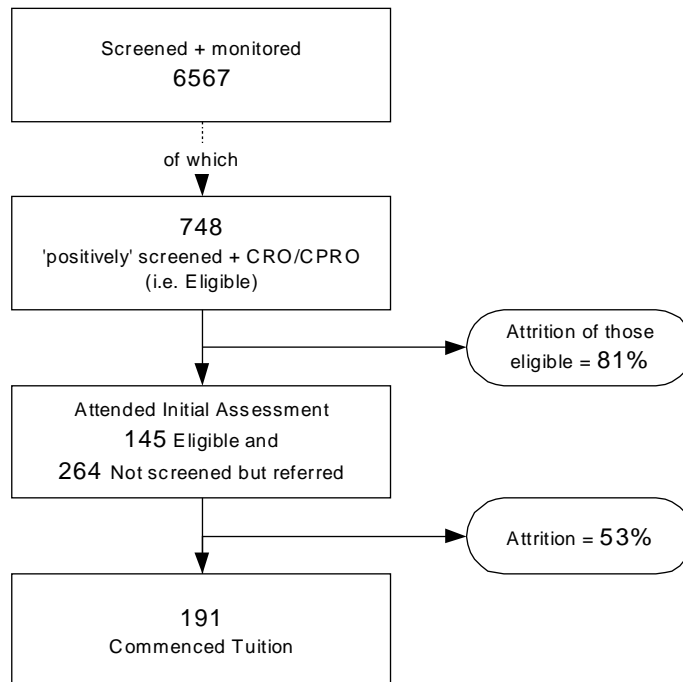 Screened + monitored
6567
of which
748
'positively' screened + CRO/CPRO
(i.e. Eligible)
Attrition of those
eligible = 81%
Attended Initial Assessment
145 Eligible and
264 Not screened but referred
Attrition = 53%
191
Commenced Tuition